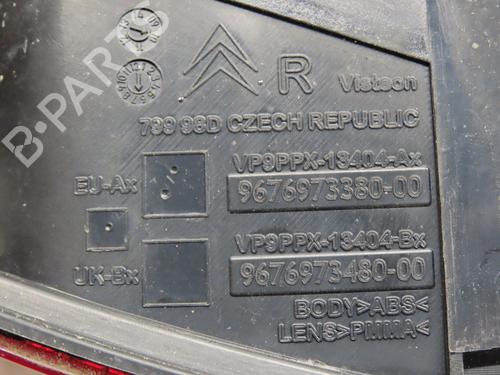 R Visteon
799 98D CZECH REPUBLIC
VP9PPX-13404-Ax
EU-Ax
9676973380-00
VP9PPX-13404-Bx
UK-Bx
9676973480-00
BODY>ABS<
LENS>PMMA<
B-PARTS